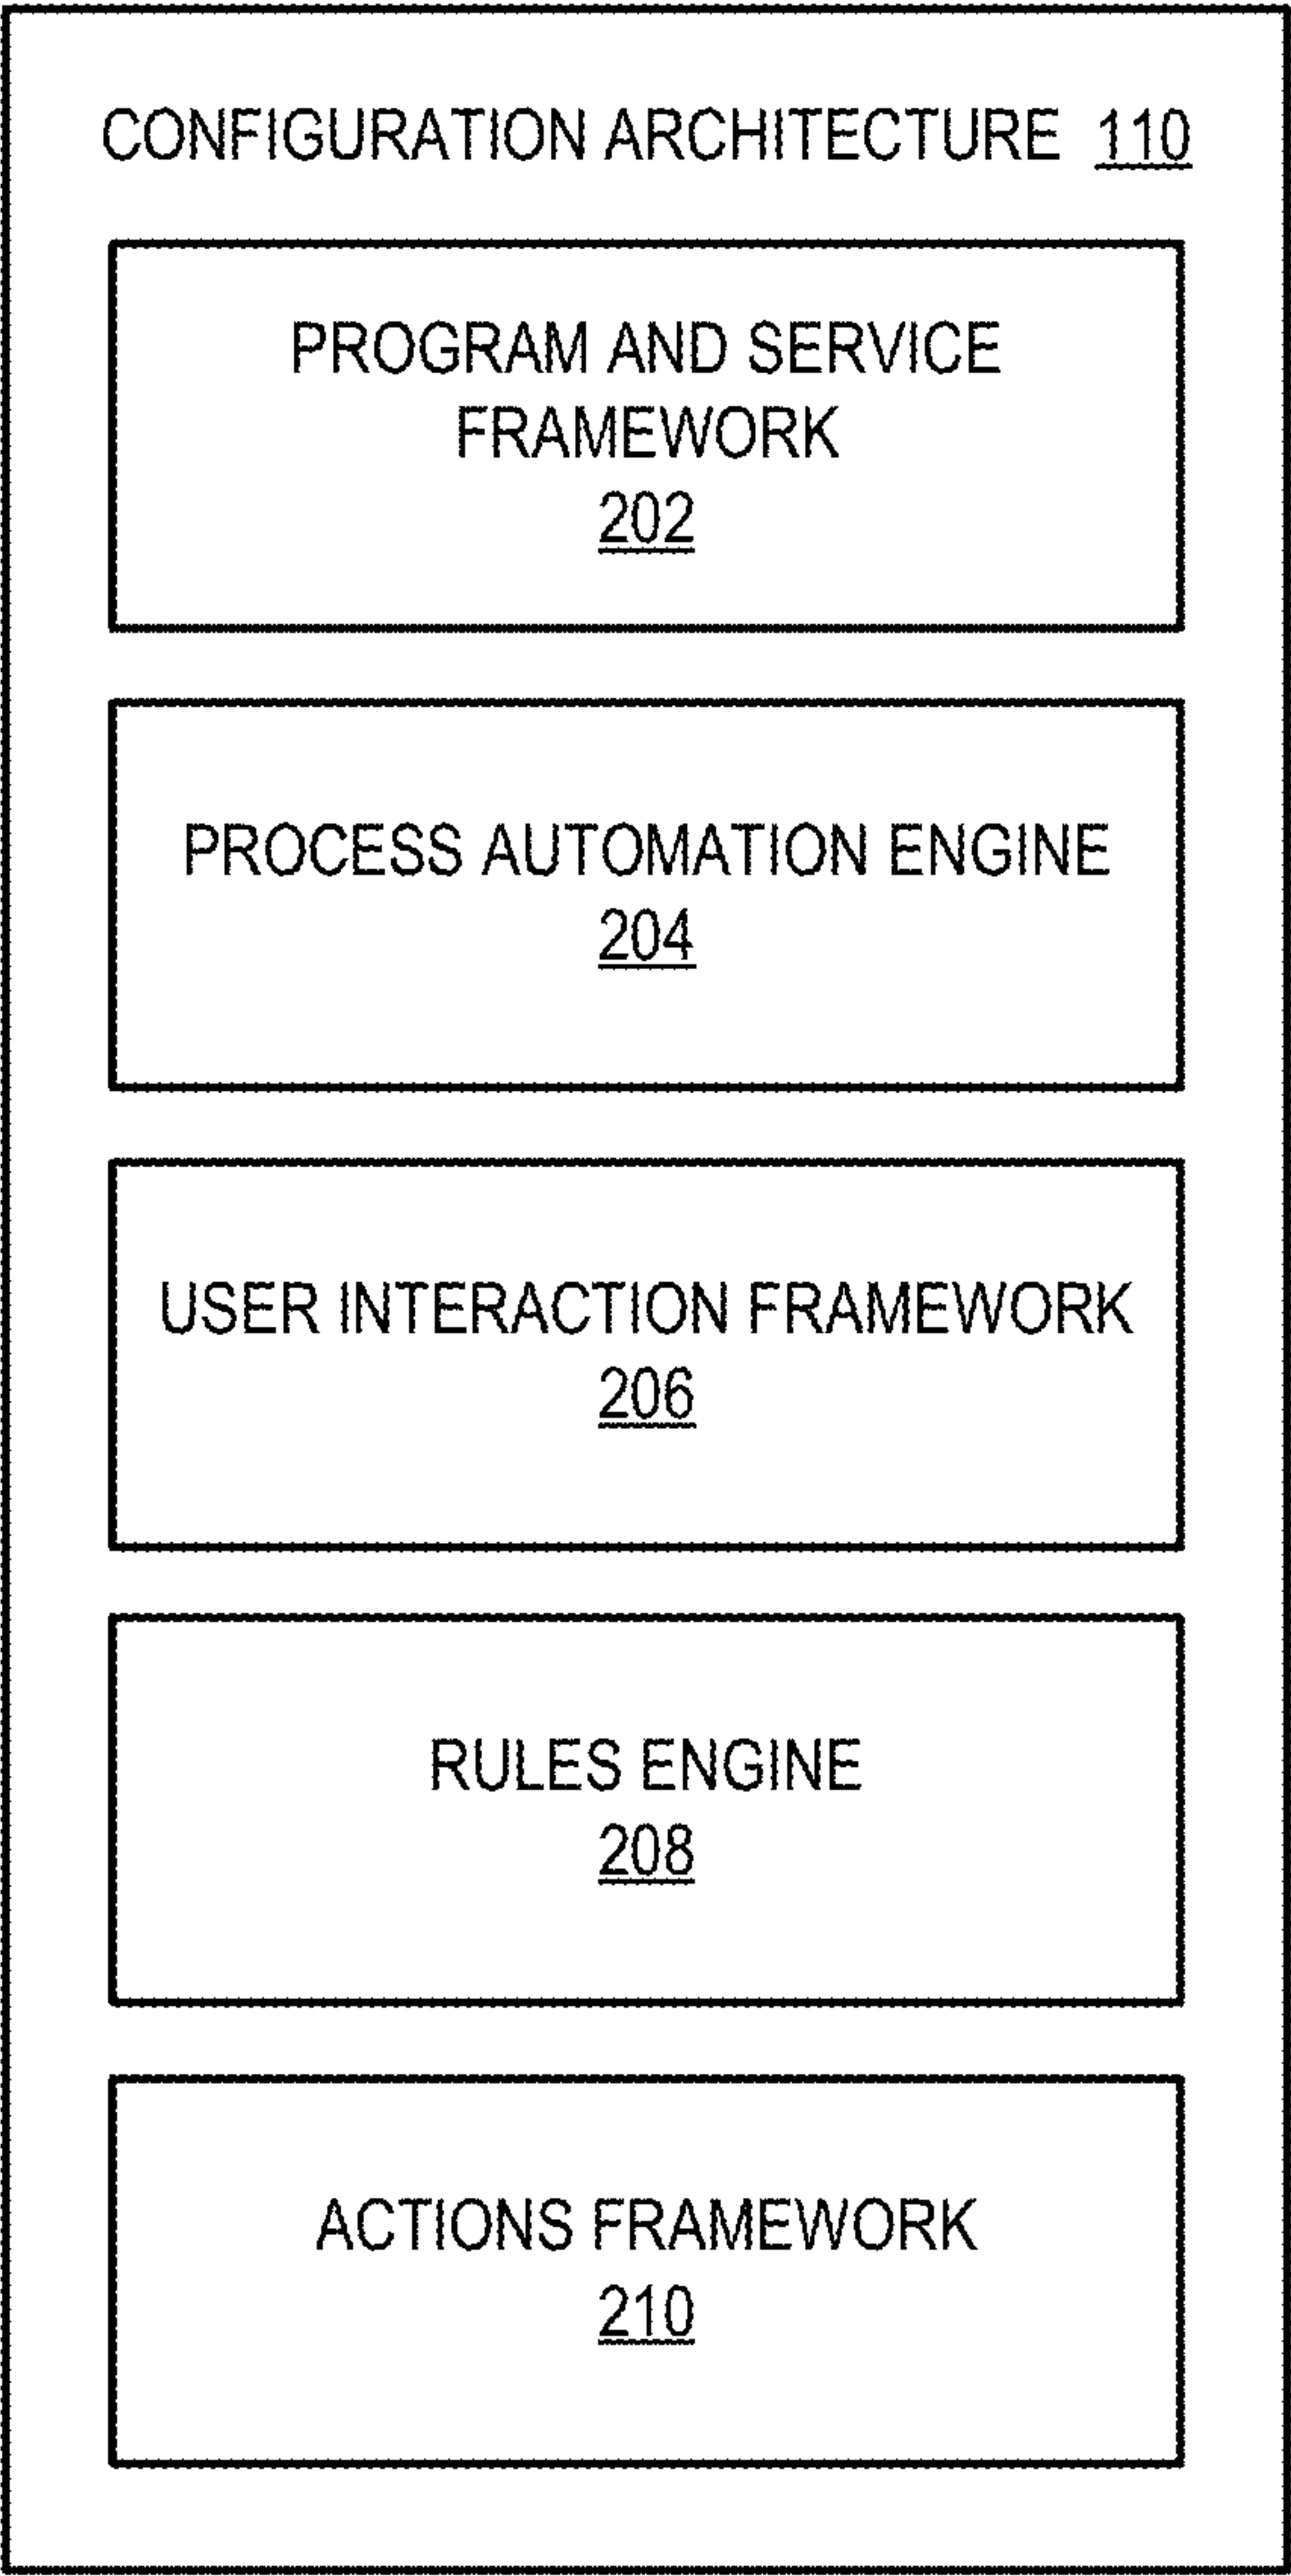 CONFIGURATION ARCHITECTURE 110
PROGRAM AND SERVICE
FRAMEWORK
202
PROCESS AUTOMATION ENGINE
204
USER INTERACTION FRAMEWORK
206
RULES ENGINE
208
ACTIONS FRAMEWORK
210